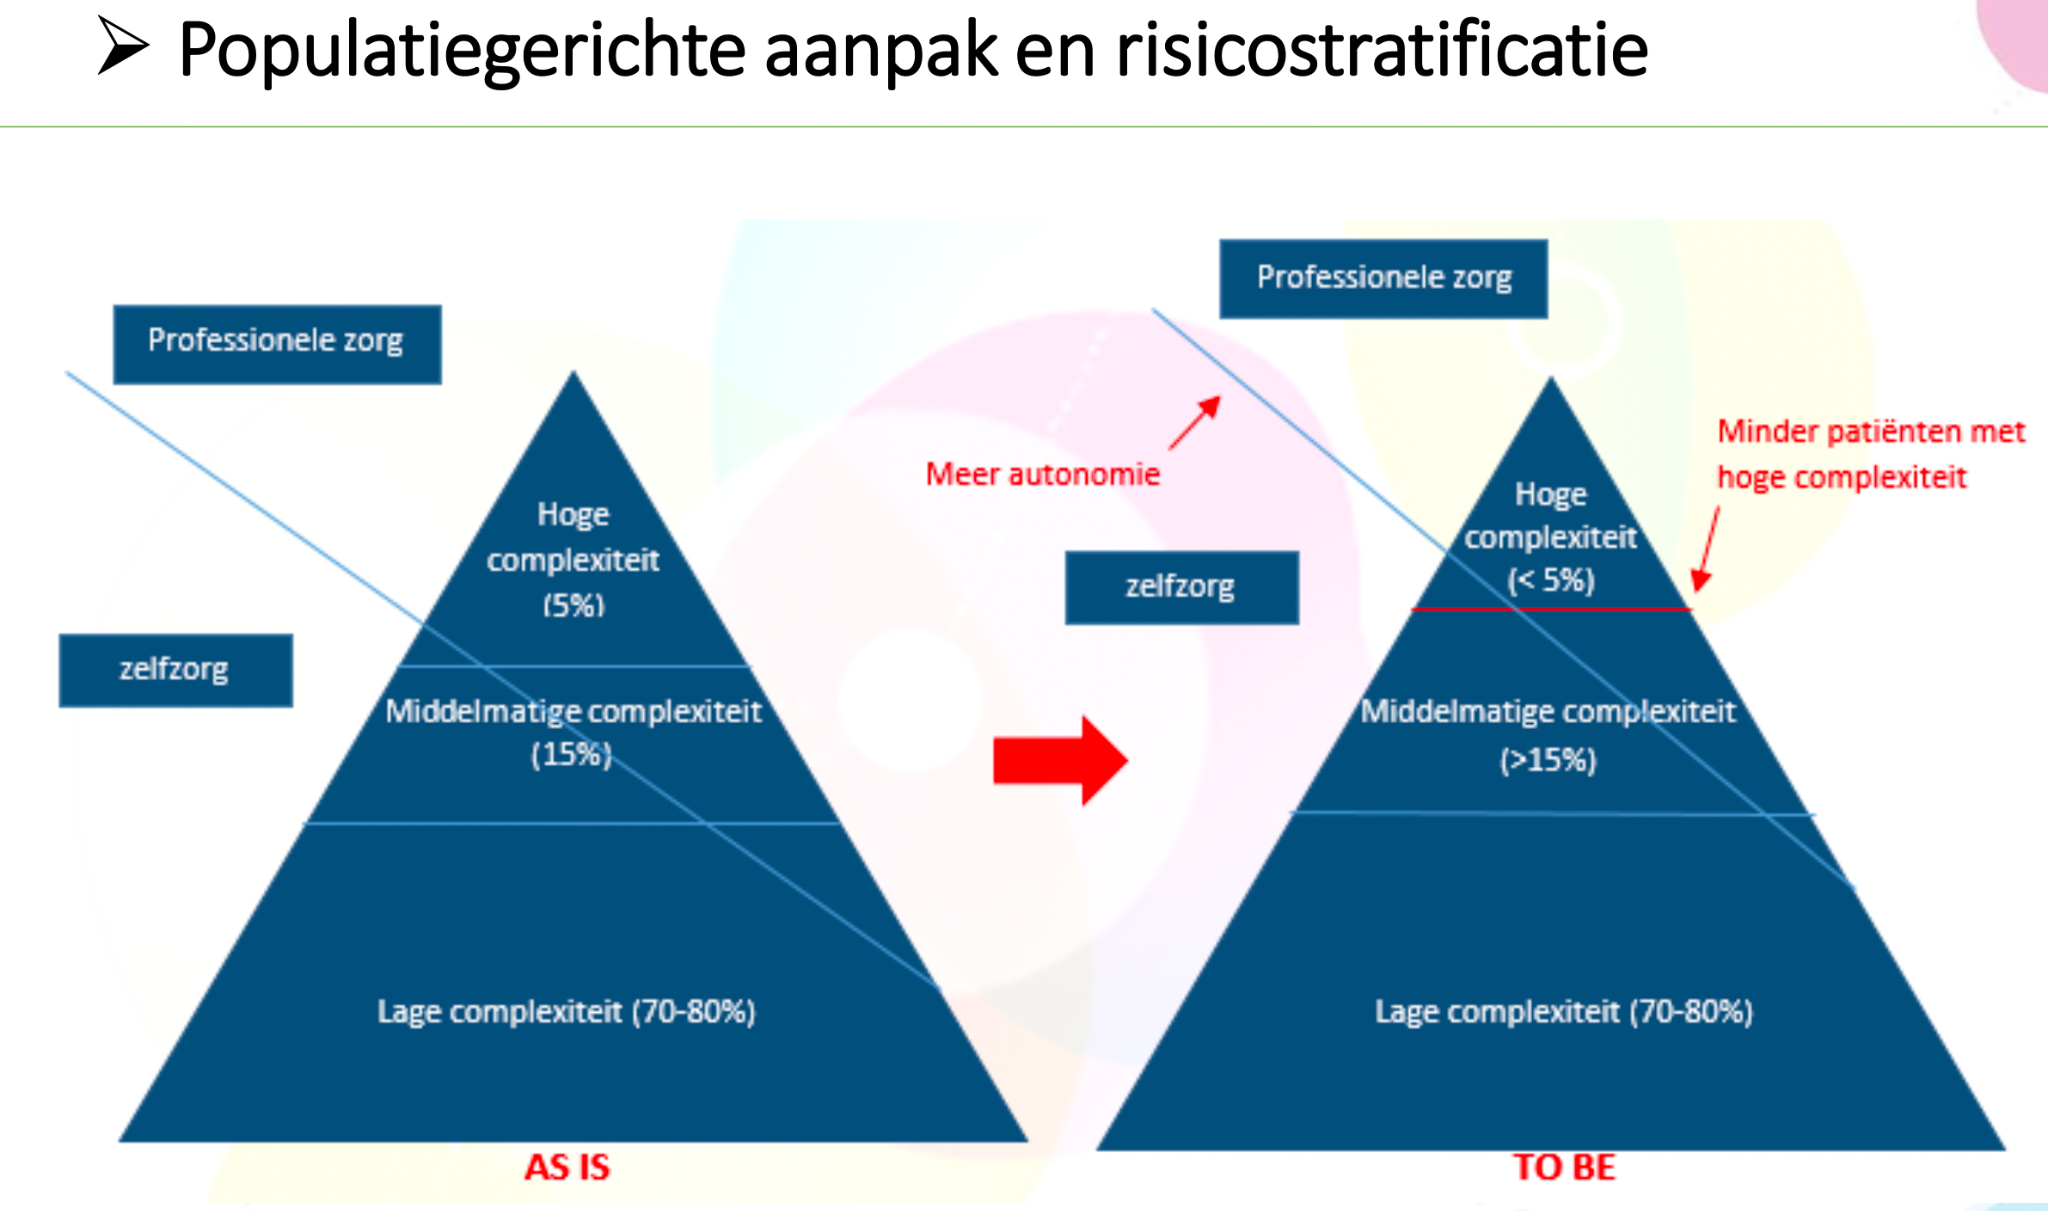 Populatiegerichte aanpak en risicostratificatie
Professionele zorg
zelfzorg
Hoge
complexiteit
(5%)
Middelmatige complexiteit
(15%)
Lage complexiteit (70-80%)
AS IS
Professionele zorg
Meer autonomie
zelfzorg
Minder patiënten met
hoge complexiteit
Hoge
complexiteit
(< 5%)
Middelmatige complexiteit
(>15%)
Lage complexiteit (70-80%)
TO BE